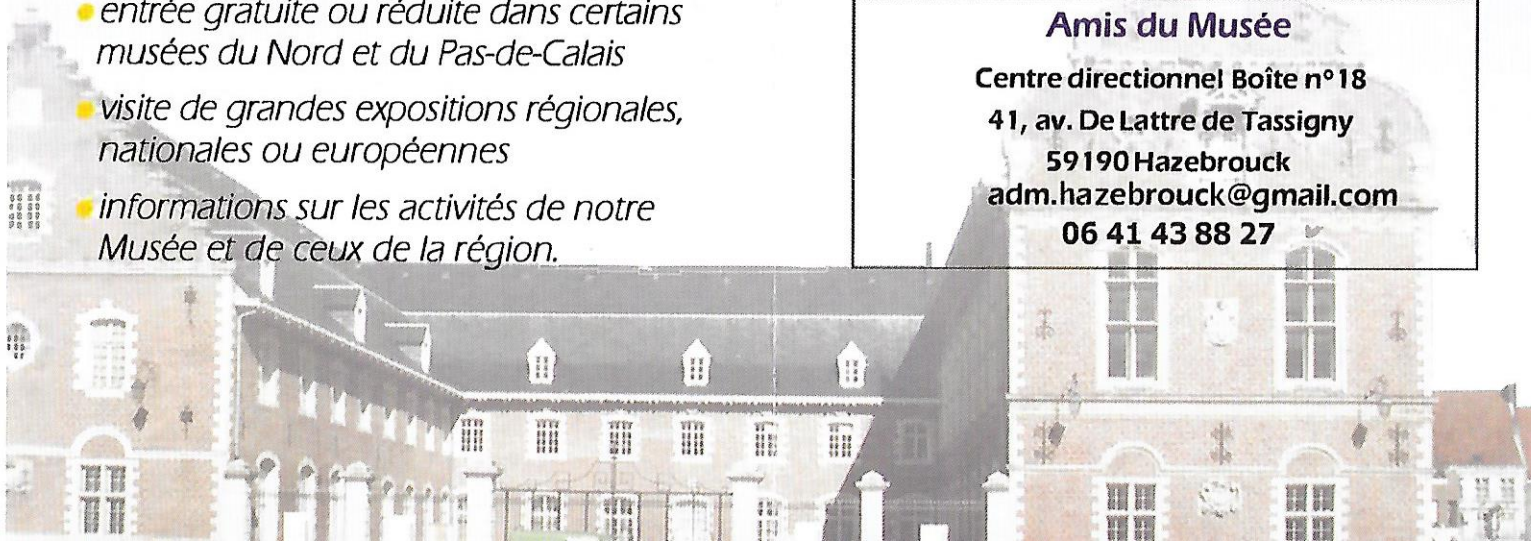 entrée gratuite ou réduite dans certains
musées du Nord et du Pas-de-Calais
visite de grandes expositions régionales,
nationales ou européennes
informations sur les activités de notre
Musée et de ceux de la région.
Amis du Musée
Centre directionnel Boîte n°18
41, av. De Lattre de Tassigny
59190 Hazebrouck
adm.hazebrouck@gmail.com
06 41 43 88 27